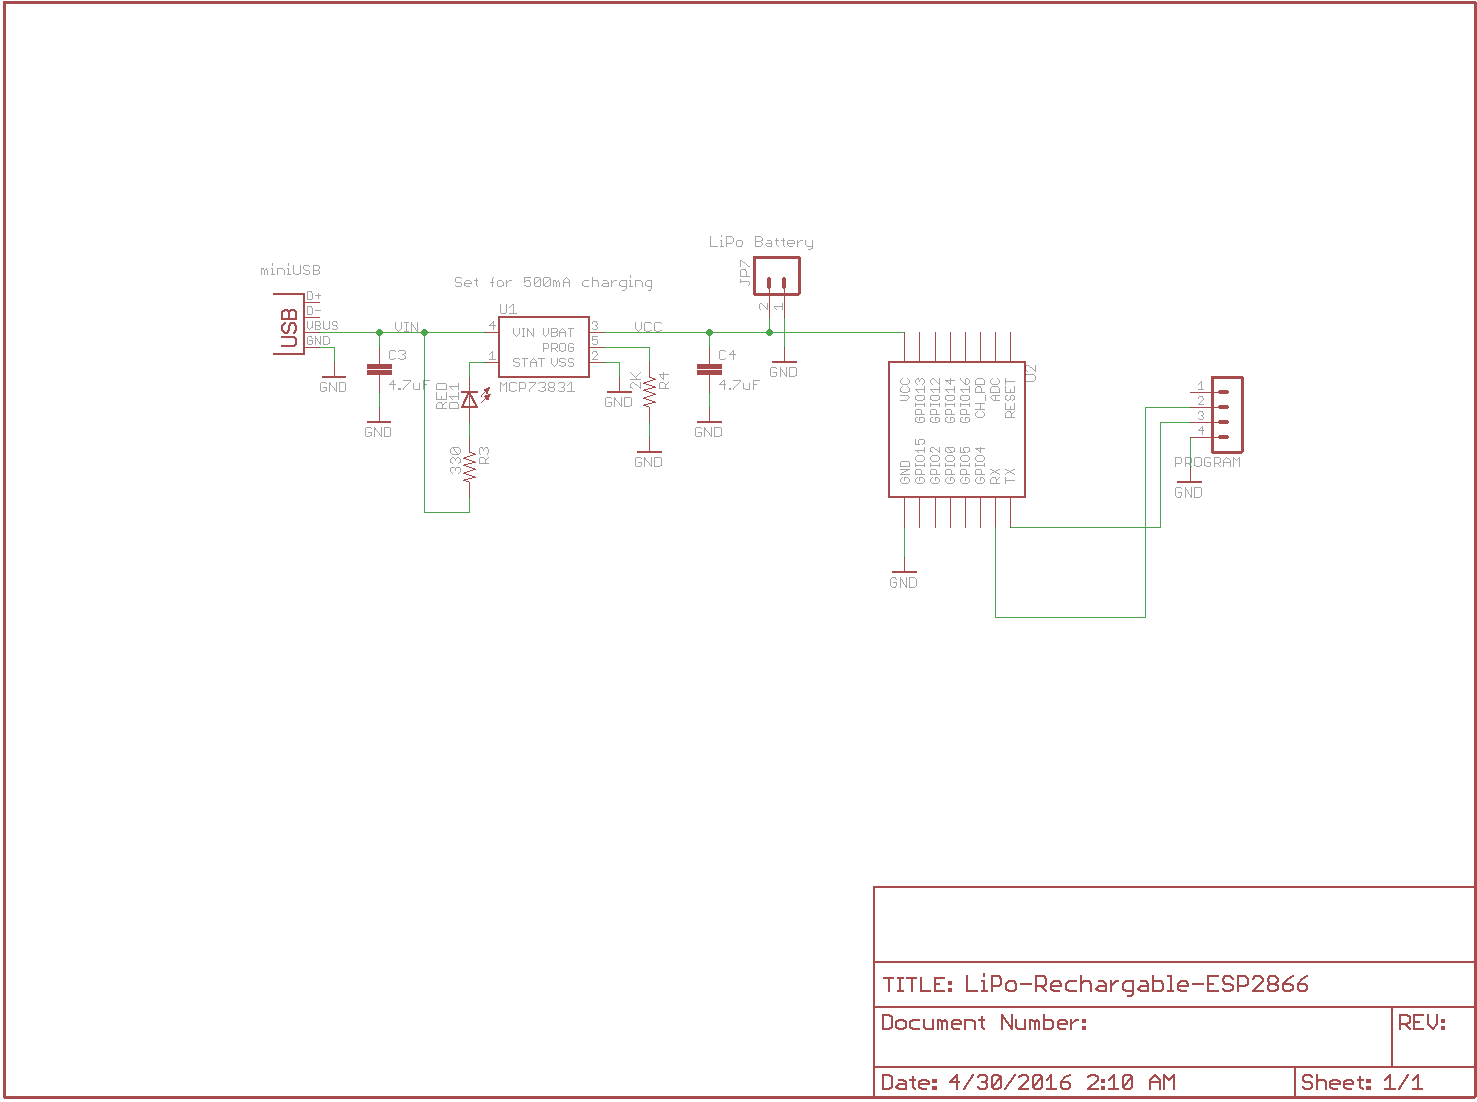 LiPo Battery
miniUSB
Set for 500mA charging
JP7
2
1
USB
D+
D-
VBUS
GND
GND
VIN
C3
4.7uF
GND
U1
4
VIN
VBAT
3
PROG
5
1
STAT
VSS
2
MCP73831
RED
D11
330
R3
GND
2K
R4
GND
VCC
C4
4.7uF
GND
GND
U2
VCC
GPIO13
GPIO12
GPIO14
GPIO16
CH_PD
ADC
RESET
GND
GPIO15
GPIO2
GPIO0
GPIO5
GPIO4
RX
TX
GND
1
2
3
4
PROGRAM
GND
TITLE: LiPo-Rechargable-ESP2866
Document Number:
REV:
Date: 4/30/2016 2:10 AM
Sheet: 1/1